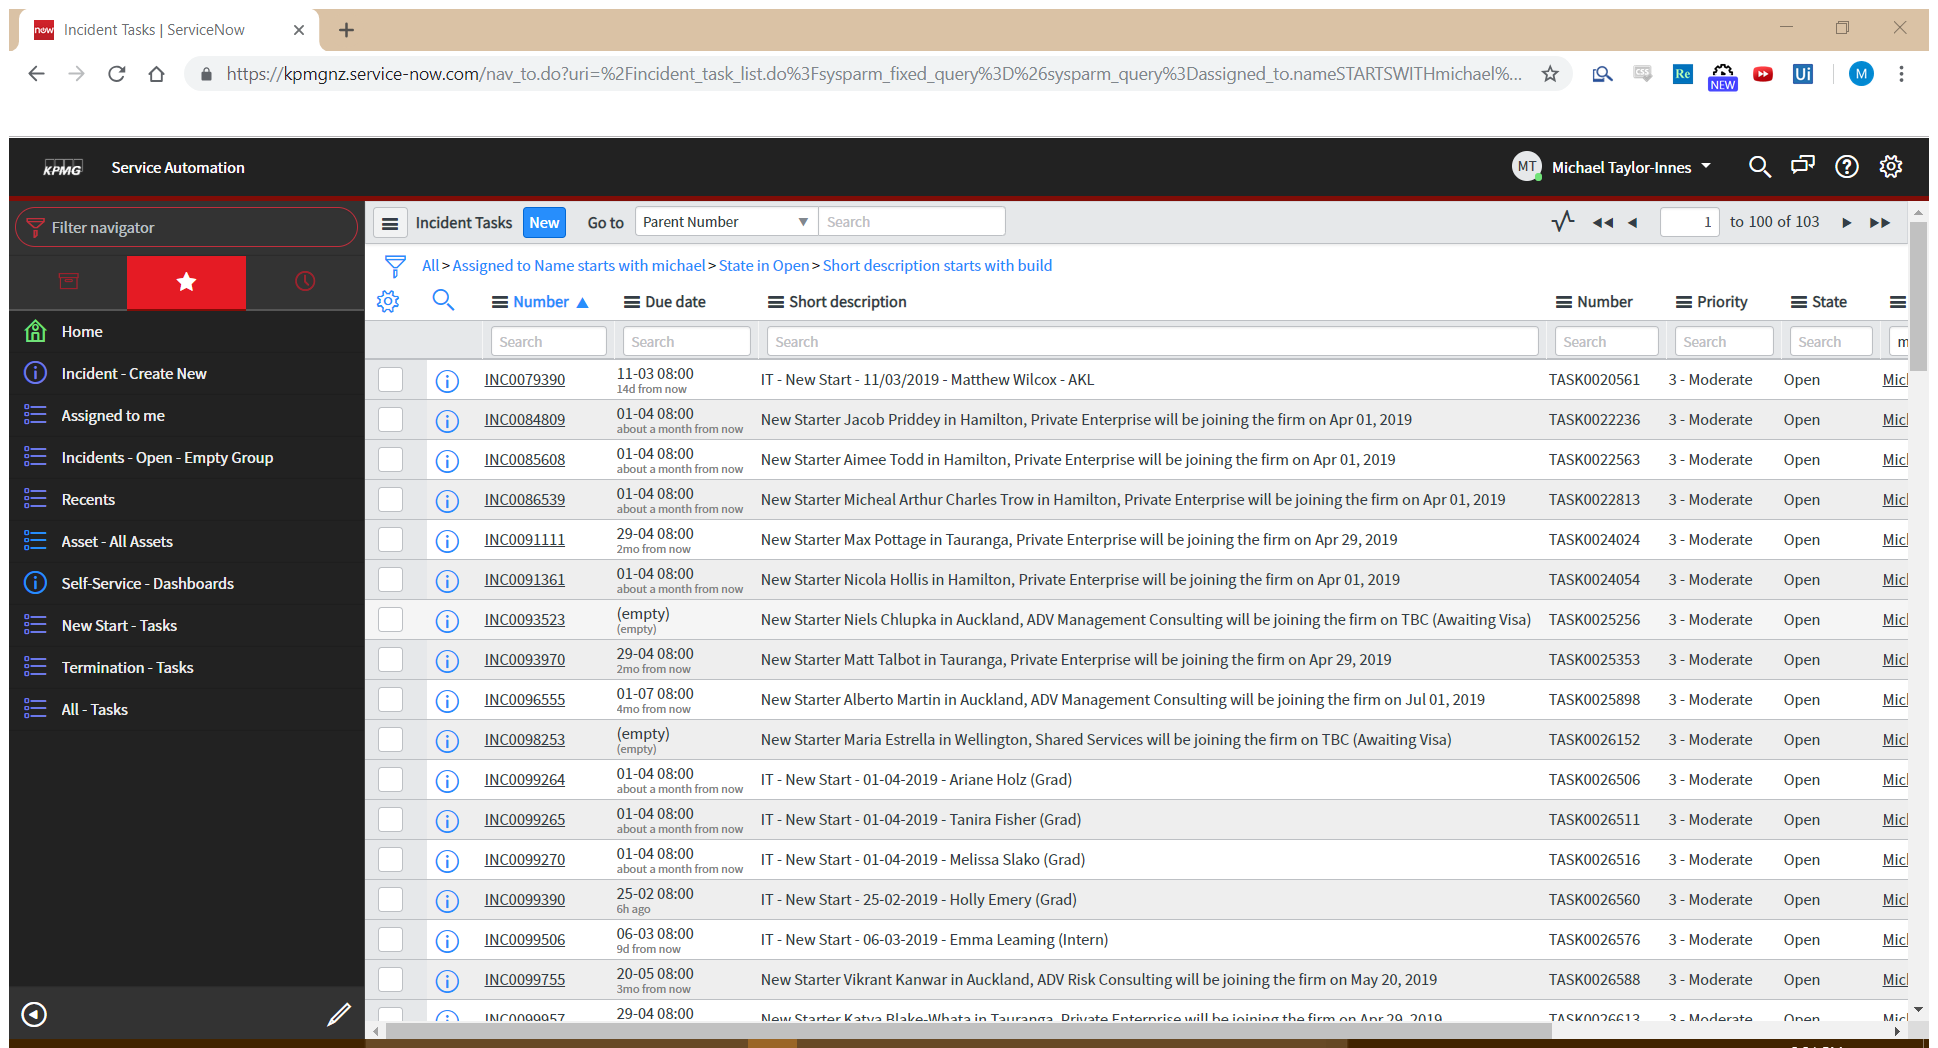 now Incident Tasks | ServiceNow
https://kpmgnz.service-now.com/nav_to.do?uri=%2Fincident_task_list.do%3Fsysparm_fixed_query%3D%26sysparm_query%3Dassigned_to.nameSTARTSWITHmichael%...
CSS Re NEW Ui M
KPMG Service Automation
MT Michael Taylor-Innes
Filter navigator
Home
Incident - Create New
Assigned to me
Incidents - Open - Empty Group
Recents
Asset - All Assets
Self-Service - Dashboards
New Start - Tasks
Termination - Tasks
All - Tasks
Incident Tasks New Go to Parent Number Search 1 to 100 of 103
All > Assigned to Name starts with michael > State in Open > Short description starts with build
Number Due date Short description Number Priority State
Search Search Search Search Search Search m
INC0079390 11-03 08:00 IT - New Start - 11/03/2019 - Matthew Wilcox - AKL TASK0020561 3 - Moderate Open Mic
14d from now
INC0084809 01-04 08:00 New Starter Jacob Priddey in Hamilton, Private Enterprise will be joining the firm on Apr 01, 2019 TASK0022236 3 - Moderate Open Mic
about a month from now
INC0085608 01-04 08:00 New Starter Aimee Todd in Hamilton, Private Enterprise will be joining the firm on Apr 01, 2019 TASK0022563 3 - Moderate Open Mic
about a month from now
INC0086539 01-04 08:00 New Starter Micheal Arthur Charles Trow in Hamilton, Private Enterprise will be joining the firm on Apr 01, 2019 TASK0022813 3 - Moderate Open Mic
about a month from now
INC0091111 29-04 08:00 New Starter Max Pottage in Tauranga, Private Enterprise will be joining the firm on Apr 29, 2019 TASK0024024 3 - Moderate Open Mic
2mo from now
INC0091361 01-04 08:00 New Starter Nicola Hollis in Hamilton, Private Enterprise will be joining the firm on Apr 01, 2019 TASK0024054 3 - Moderate Open Mic
about a month from now
INC0093523 (empty) New Starter Niels Chlupka in Auckland, ADV Management Consulting will be joining the firm on TBC (Awaiting Visa) TASK0025256 3 - Moderate Open Mic
(empty)
INC0093970 29-04 08:00 New Starter Matt Talbot in Tauranga, Private Enterprise will be joining the firm on Apr 29, 2019 TASK0025353 3 - Moderate Open Mic
2mo from now
INC0096555 01-07 08:00 New Starter Alberto Martin in Auckland, ADV Management Consulting will be joining the firm on Jul 01, 2019 TASK0025898 3 - Moderate Open Mic
4mo from now
INC0098253 (empty) New Starter Maria Estrella in Wellington, Shared Services will be joining the firm on TBC (Awaiting Visa) TASK0026152 3 - Moderate Open Mic
(empty)
INC0099264 01-04 08:00 IT - New Start - 01-04-2019 - Ariane Holz (Grad) TASK0026506 3 - Moderate Open Mic
about a month from now
INC0099265 01-04 08:00 IT - New Start - 01-04-2019 - Tanira Fisher (Grad) TASK0026511 3 - Moderate Open Mic
about a month from now
INC0099270 01-04 08:00 IT - New Start - 01-04-2019 - Melissa Slako (Grad) TASK0026516 3 - Moderate Open Mic
about a month from now
INC0099390 25-02 08:00 IT - New Start - 25-02-2019 - Holly Emery (Grad) TASK0026560 3 - Moderate Open Mic
6h ago
INC0099506 06-03 08:00 IT - New Start - 06-03-2019 - Emma Leaming (Intern) TASK0026576 3 - Moderate Open Mic
9d from now
INC0099755 20-05 08:00 New Starter Vikrant Kanwar in Auckland, ADV Risk Consulting will be joining the firm on May 20, 2019 TASK0026588 3 - Moderate Open Mic
3mo from now
INC0099957 29-04 08:00 New Starter Katya Blake-Whata in Tauranga, Private Enterprise will be joining the firm on Apr 29, 2019 TASK0026613 3 - Moderate Open Mic